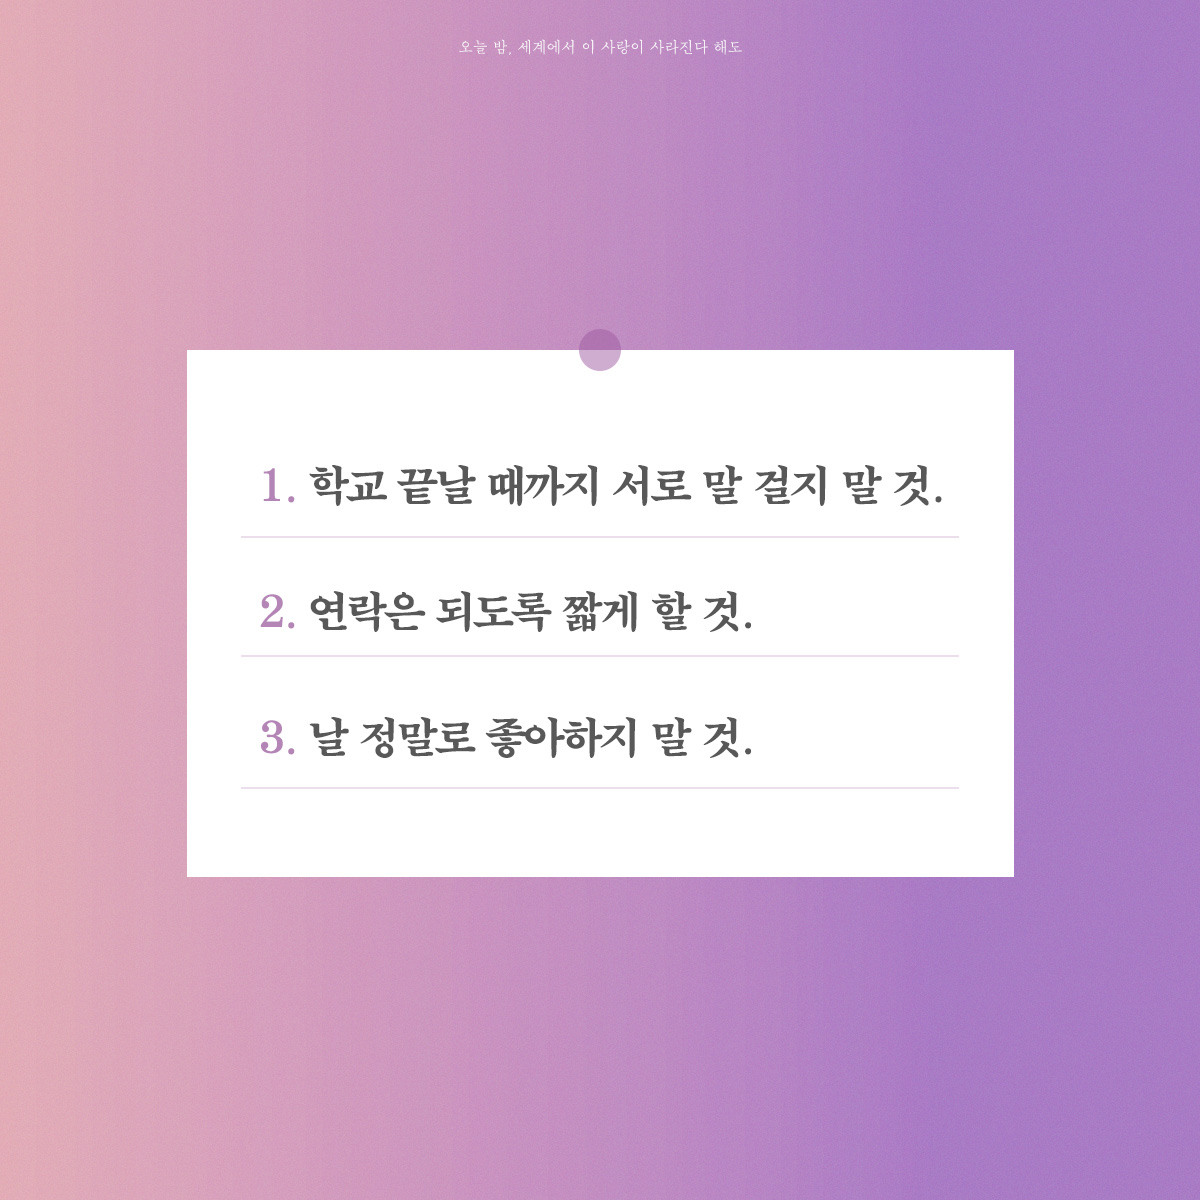 오늘 밤, 세계에서 이 사랑이 사라진다 해도
1. 학교 끝날 때까지 서로 말 걸지 말 것.
2. 연락은 되도록 짧게 할 것.
3. 날 정말로 좋아하지 말 것.